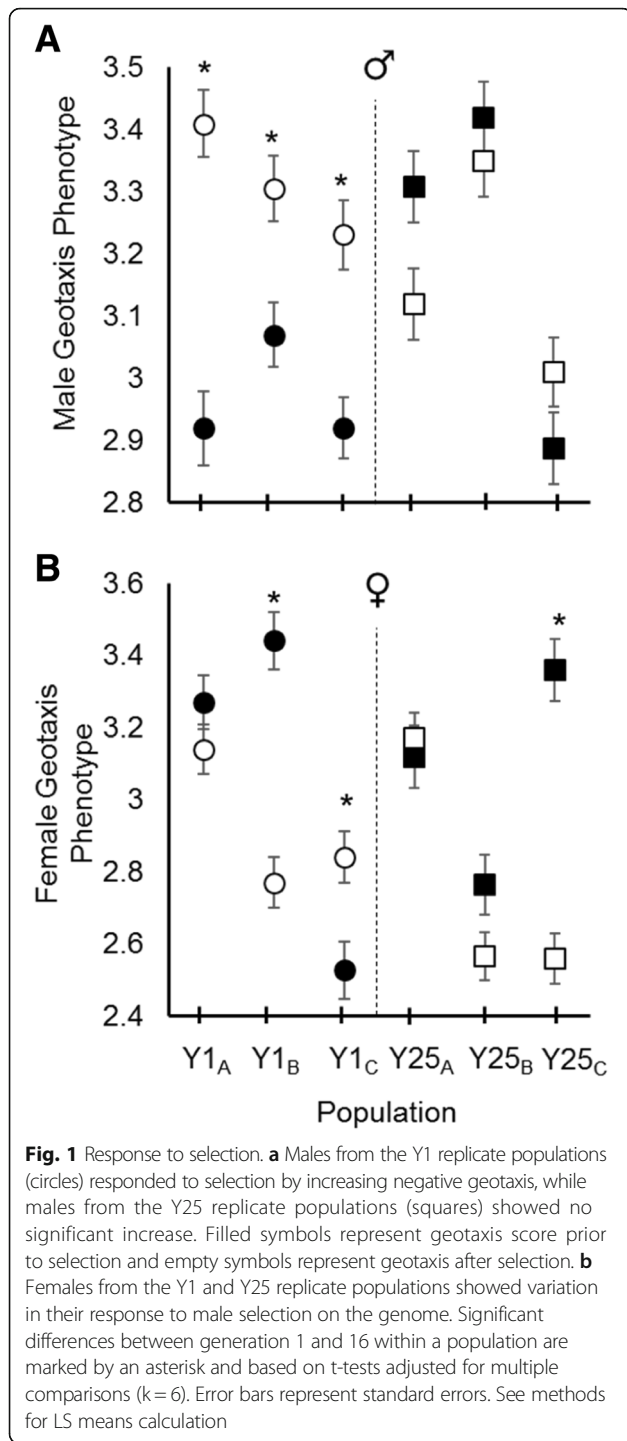 A
♂
3.5
3.4
3.3
3.2
3.1
3
2.9
2.8
Male Geotaxis Phenotype
* * *
B
♀
3.6
3.4
3.2
3
2.8
2.6
2.4
Female Geotaxis
Phenotype
* * *
Y1A Y1B Y1C Y25A Y25B Y25C
Population
Fig. 1 Response to selection. a Males from the Y1 replicate populations
(circles) responded to selection by increasing negative geotaxis, while
males from the Y25 replicate populations (squares) showed no
significant increase. Filled symbols represent geotaxis score prior
to selection and empty symbols represent geotaxis after selection. b
Females from the Y1 and Y25 replicate populations showed variation
in their response to male selection on the genome. Significant
differences between generation 1 and 16 within a population are
marked by an asterisk and based on t-tests adjusted for multiple
comparisons (k = 6). Error bars represent standard errors. See methods
for LS means calculation